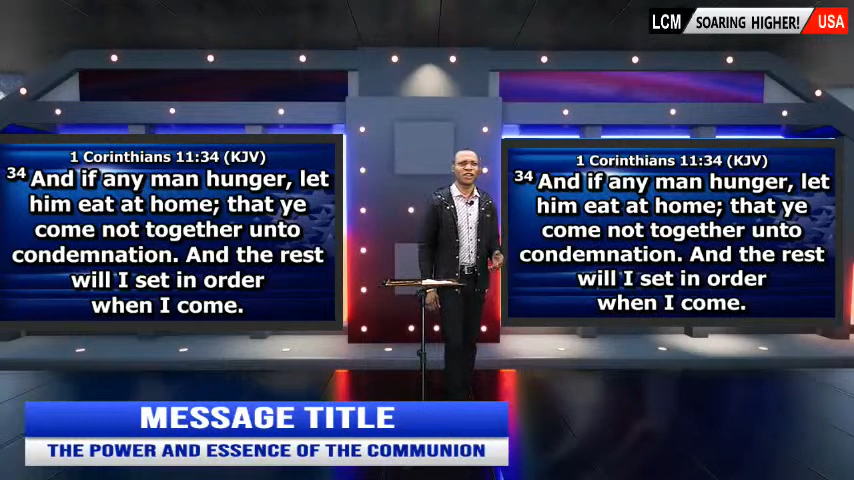 LCM SOARING HIGHER! USA
1 Corinthians 11:34 (KJV)
34 And if any man hunger, let
him eat at home; that ye
come not together unto
condemnation. And the rest
will I set in order
when I come.
1 Corinthians 11:34 (KJV)
34 And if any man hunger, let
him eat at home; that ye
come not together unto
condemnation. And the rest
will I set in order
when I come.
MESSAGE TITLE
THE POWER AND ESSENCE OF THE COMMUNION